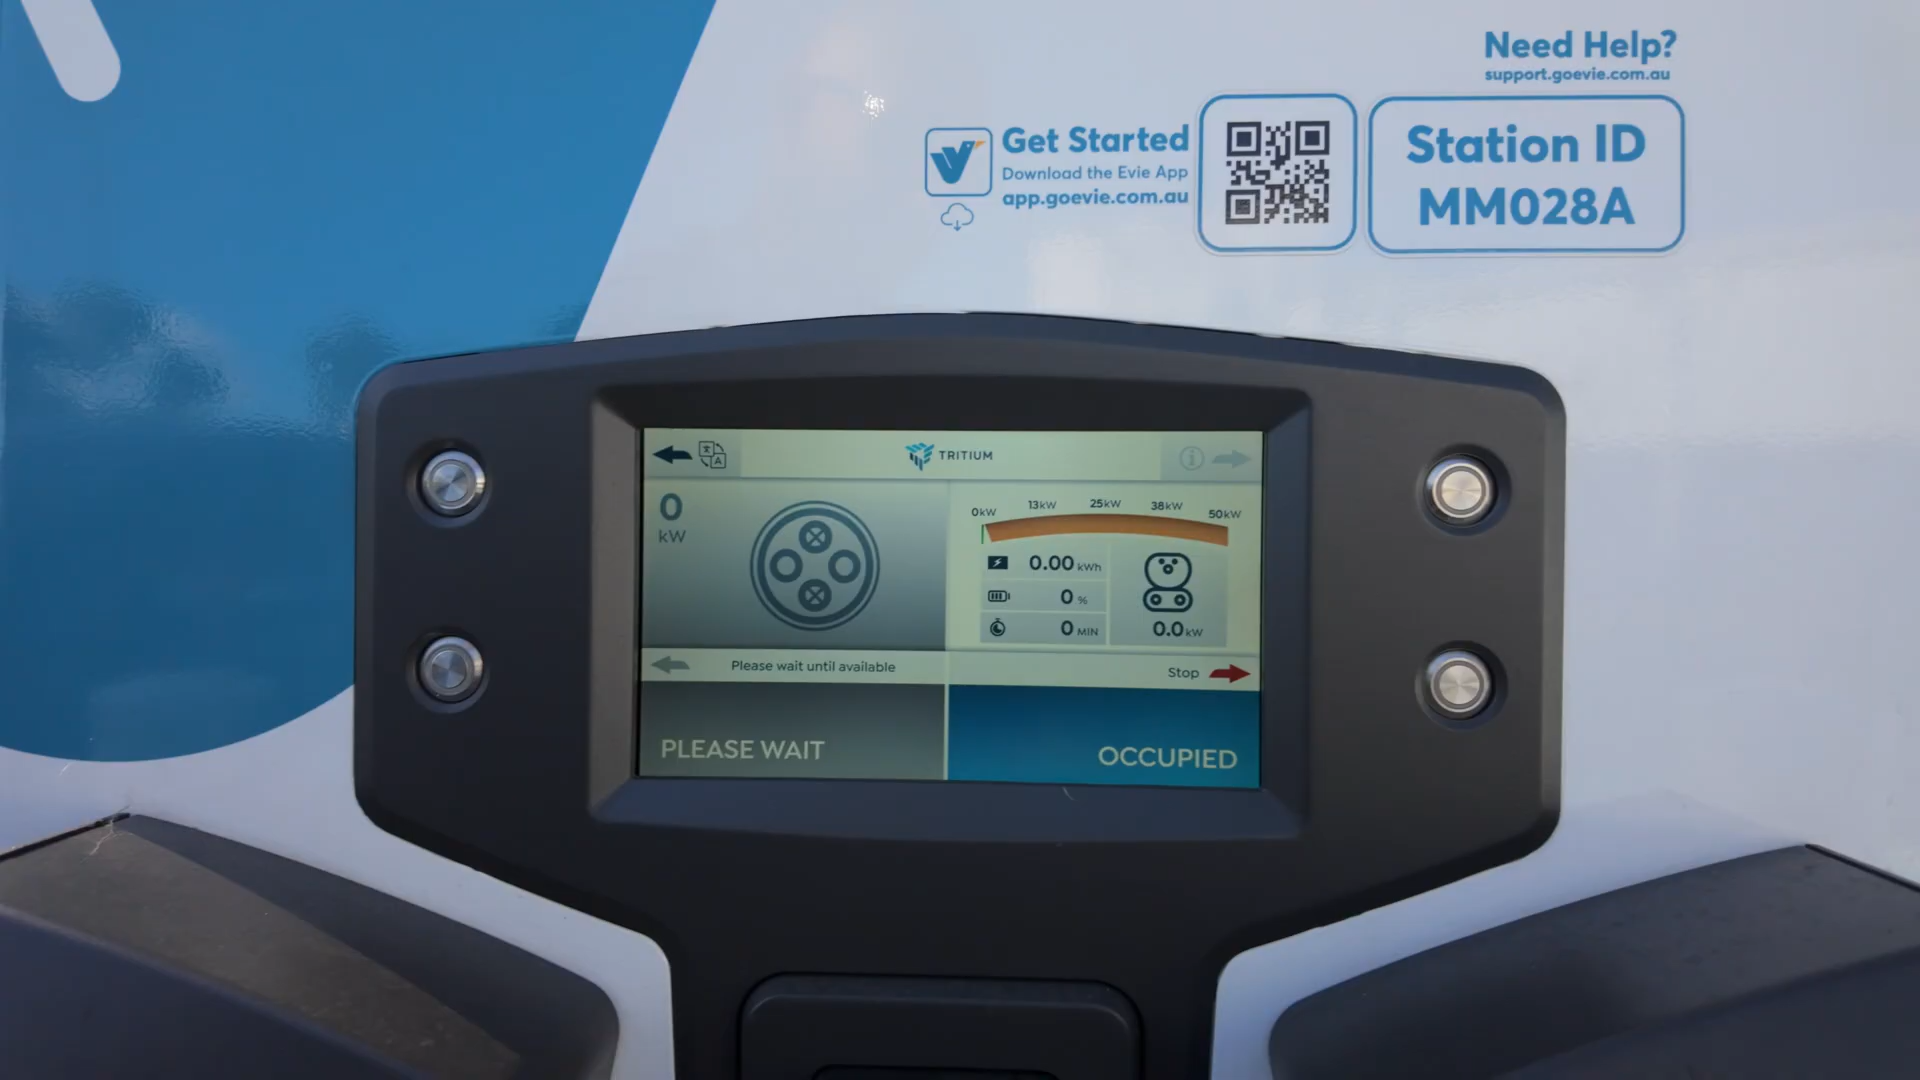 Need Help?
support.goevie.com.au
Get Started
Download the Evie App
app.goevie.com.au
Station ID
MM028A
TRITIUM
0
kW
0kW 13kW 25kW 38kW 50kW
0.00 kWh
0 %
0 MIN
0.0kW
Please wait until available
Stop
PLEASE WAIT
OCCUPIED